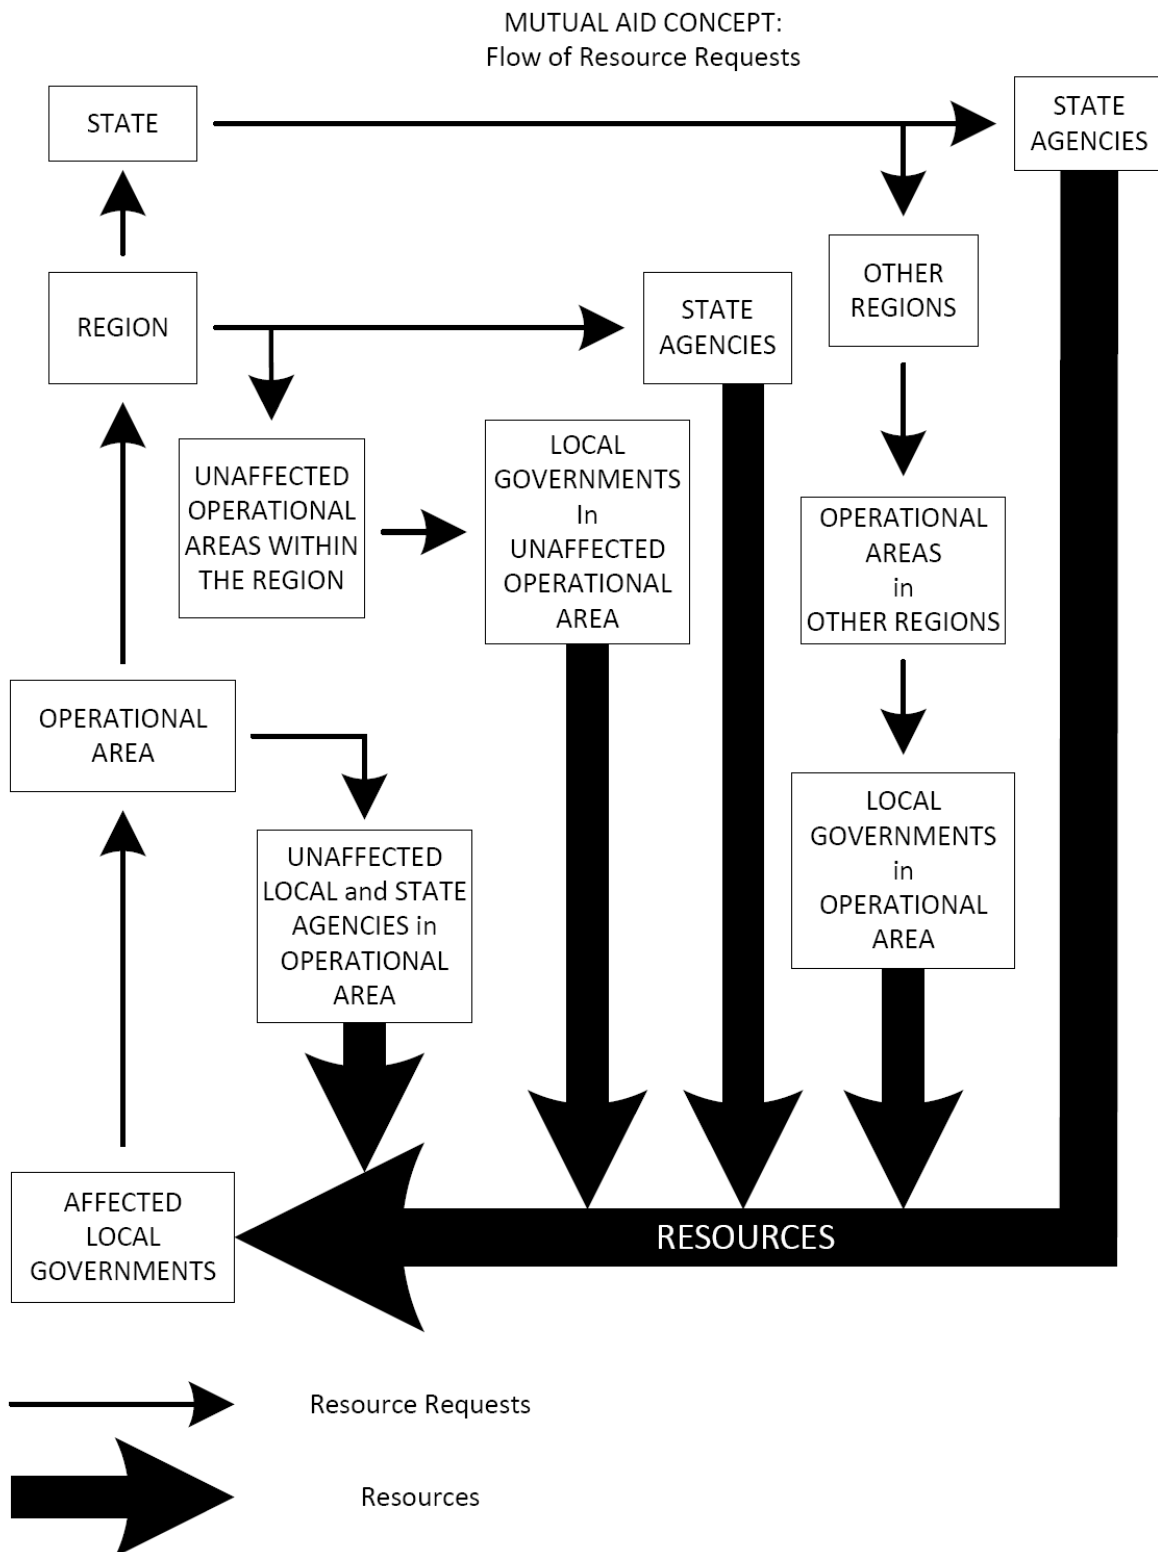 MUTUAL AID CONCEPT:
Flow of Resource Requests
STATE
STATE
AGENCIES
REGION
STATE
AGENCIES
OTHER
REGIONS
UNAFFECTED
OPERATIONAL
AREAS WITHIN
THE REGION
LOCAL
GOVERNMENTS
In
UNAFFECTED
OPERATIONAL
AREA
OPERATIONAL
AREAS
in
OTHER REGIONS
OPERATIONAL
AREA
UNAFFECTED
LOCAL and STATE
AGENCIES in
OPERATIONAL
AREA
LOCAL
GOVERNMENTS
in
OPERATIONAL
AREA
AFFECTED
LOCAL
GOVERNMENTS
RESOURCES
Resource Requests
Resources